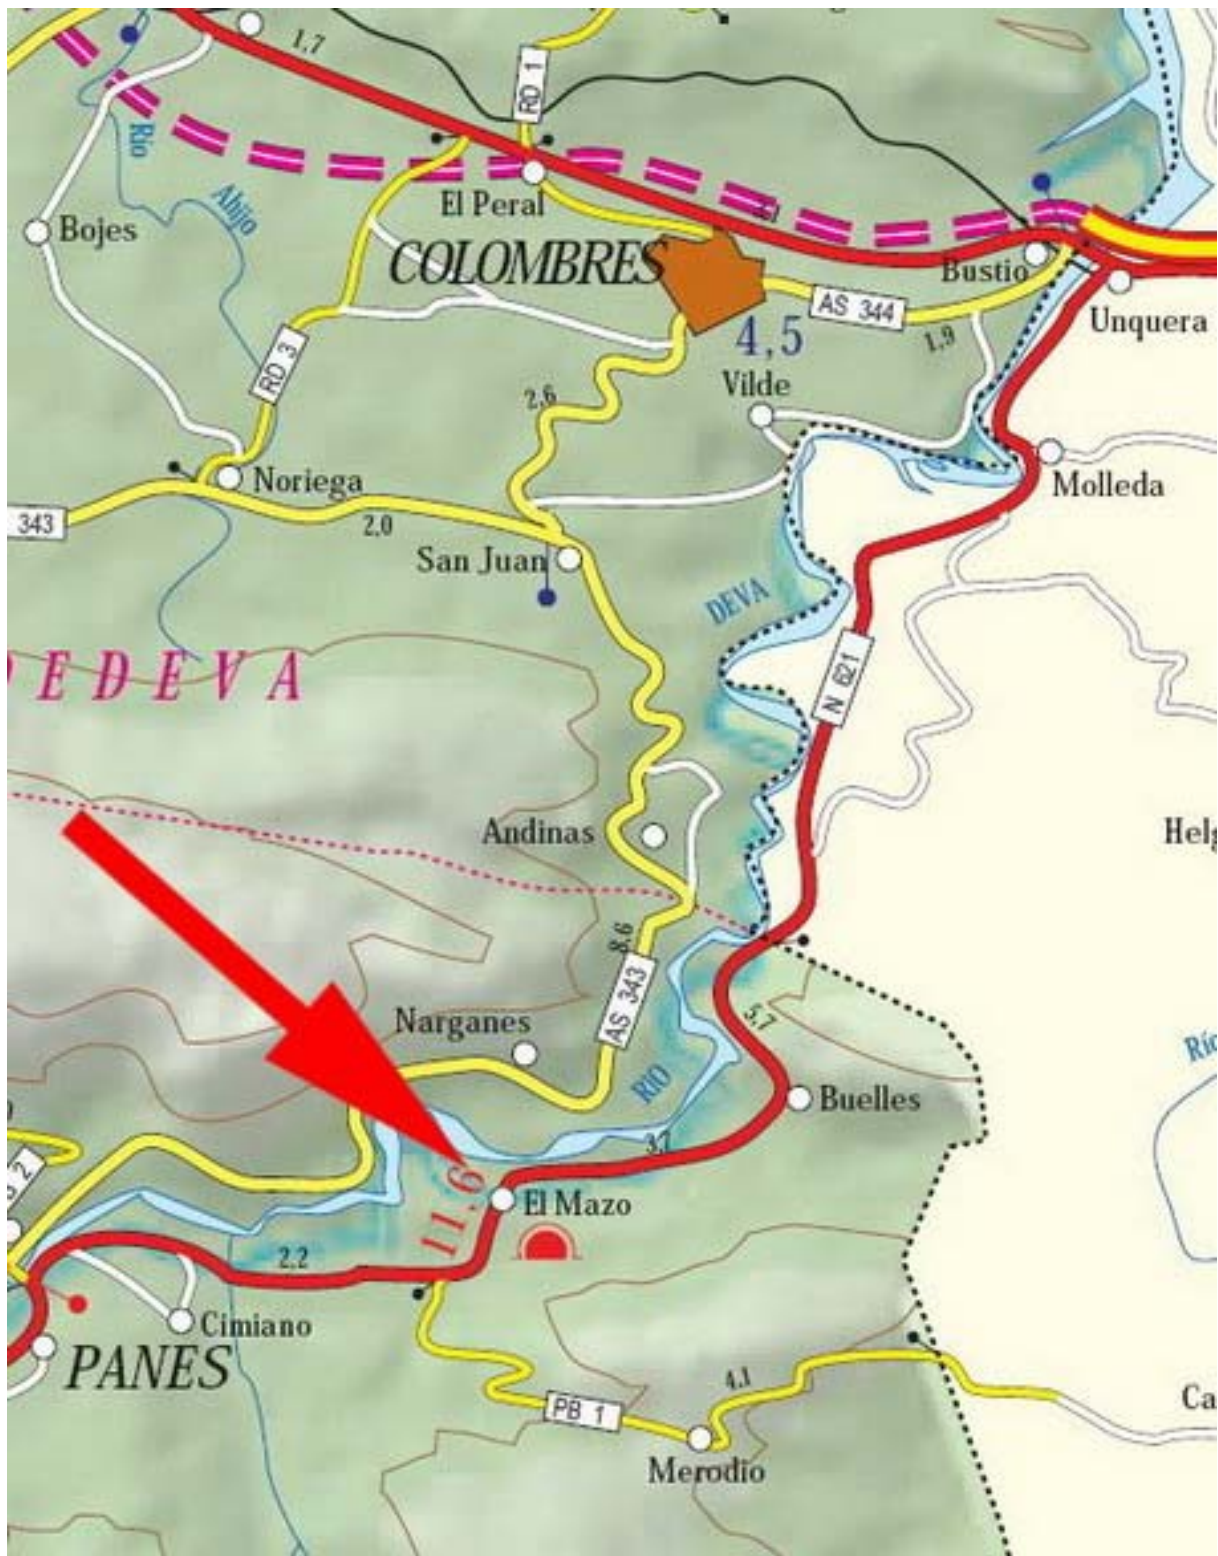 1,7
RD 1
Río
Abijo
El Peral
Bojes
COLOMBRES
Bustio
AS 344
Unquera
1,9
4,5
RD 3
Vilde
2,6
Noriega
Molleda
343
2,0
San Juan
DEVA
N 621
DEDEVA
Andinas
Helg
8,6
AS 343
5,7
Narganes
RIO
Río
Buelles
3,7
11,6
El Mazo
2,2
Cimiano
PANES
4,1
PB 1
Ca
Merodio